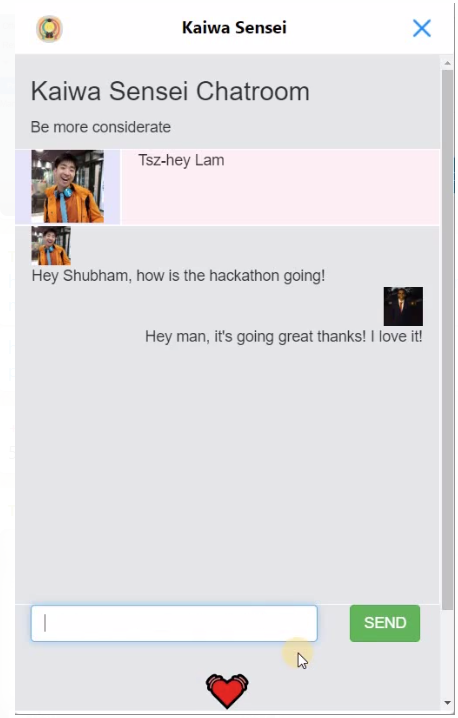 Kaiwa Sensei
Kaiwa Sensei Chatroom
Be more considerate
Tsz-hey Lam
Hey Shubham, how is the hackathon going!
Hey man, it's going great thanks! I love it!
SEND